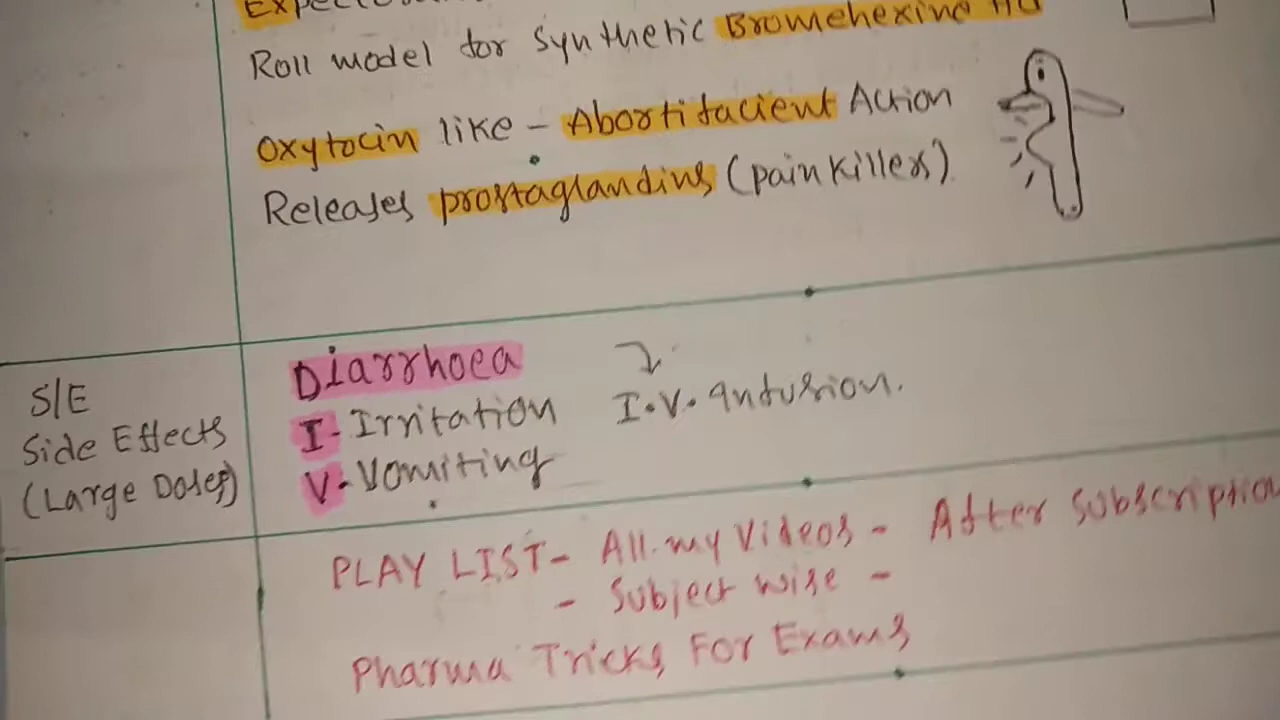 Roll model for synthetic Bromehexine
Oxytocin like - Abortifacient Action
Releases prostaglandins (pain killers)
S/E
Side Effects
(Large Doses)
Diarrhoea
I - Irritation I.V. Infusion.
V - Vomiting
PLAY LIST - All my Videos - After subscription
- Subject wise -
Pharma Tricks For Exams